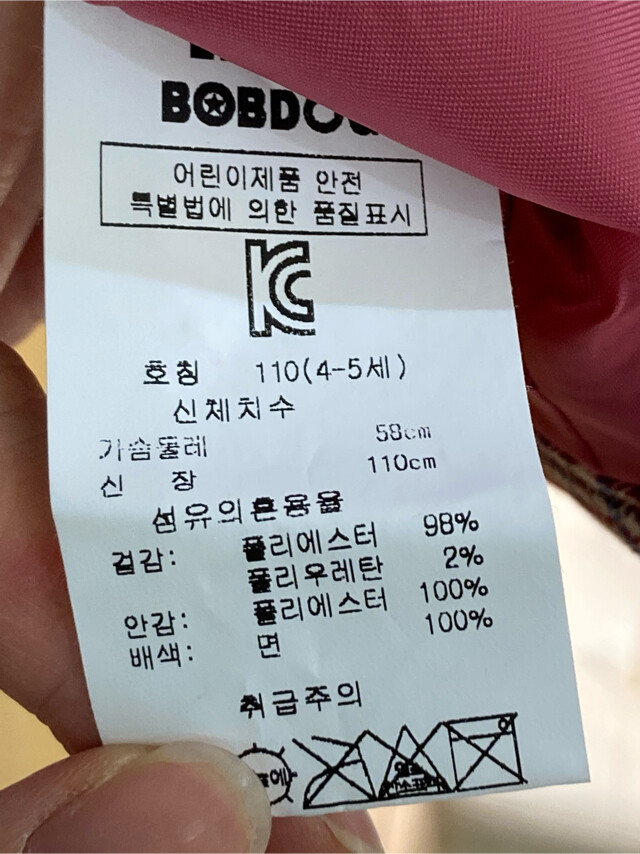 BOBDOG
어린이제품 안전
특별법에 의한 품질표시
호칭 110(4-5세)
신체치수
가슴둘레 58cm
신 장 110cm
섬유의혼용율
겉감: 폴리에스터 98%
폴리우레탄 2%
안감: 폴리에스터 100%
배색: 면 100%
취급주의